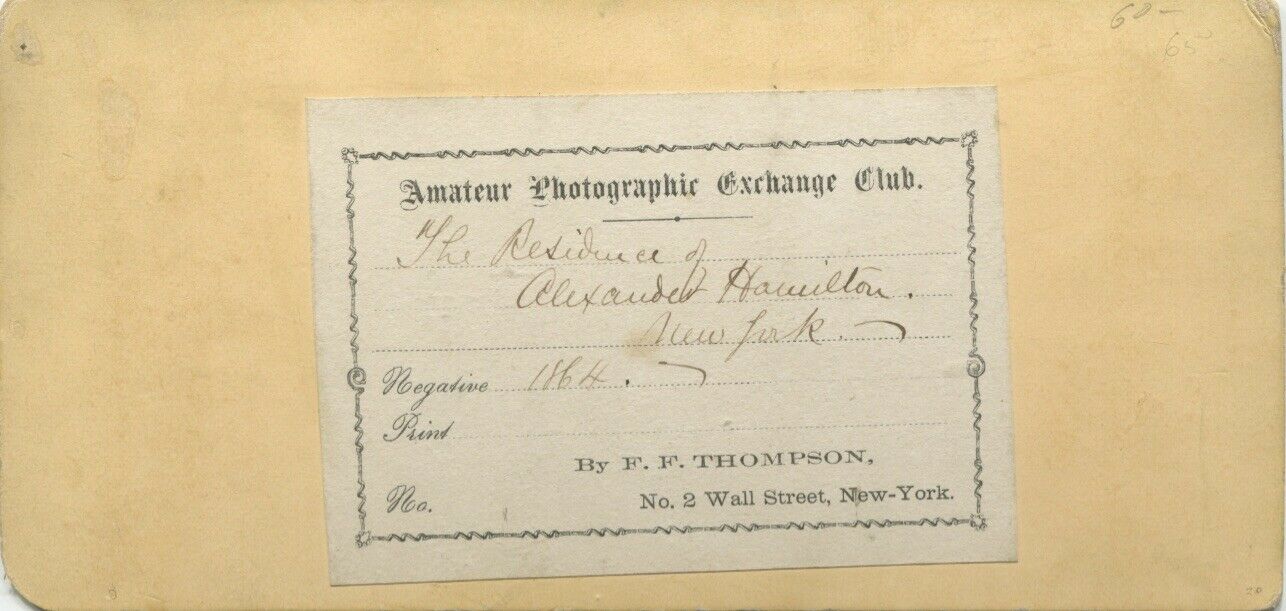 60-
65
Amateur Photographic Exchange Club.
The Residence of
Alexander Hamilton.
New York.
Negative 1864.
Print
By F. F. THOMPSON,
No. No. 2 Wall Street, New-York.
20